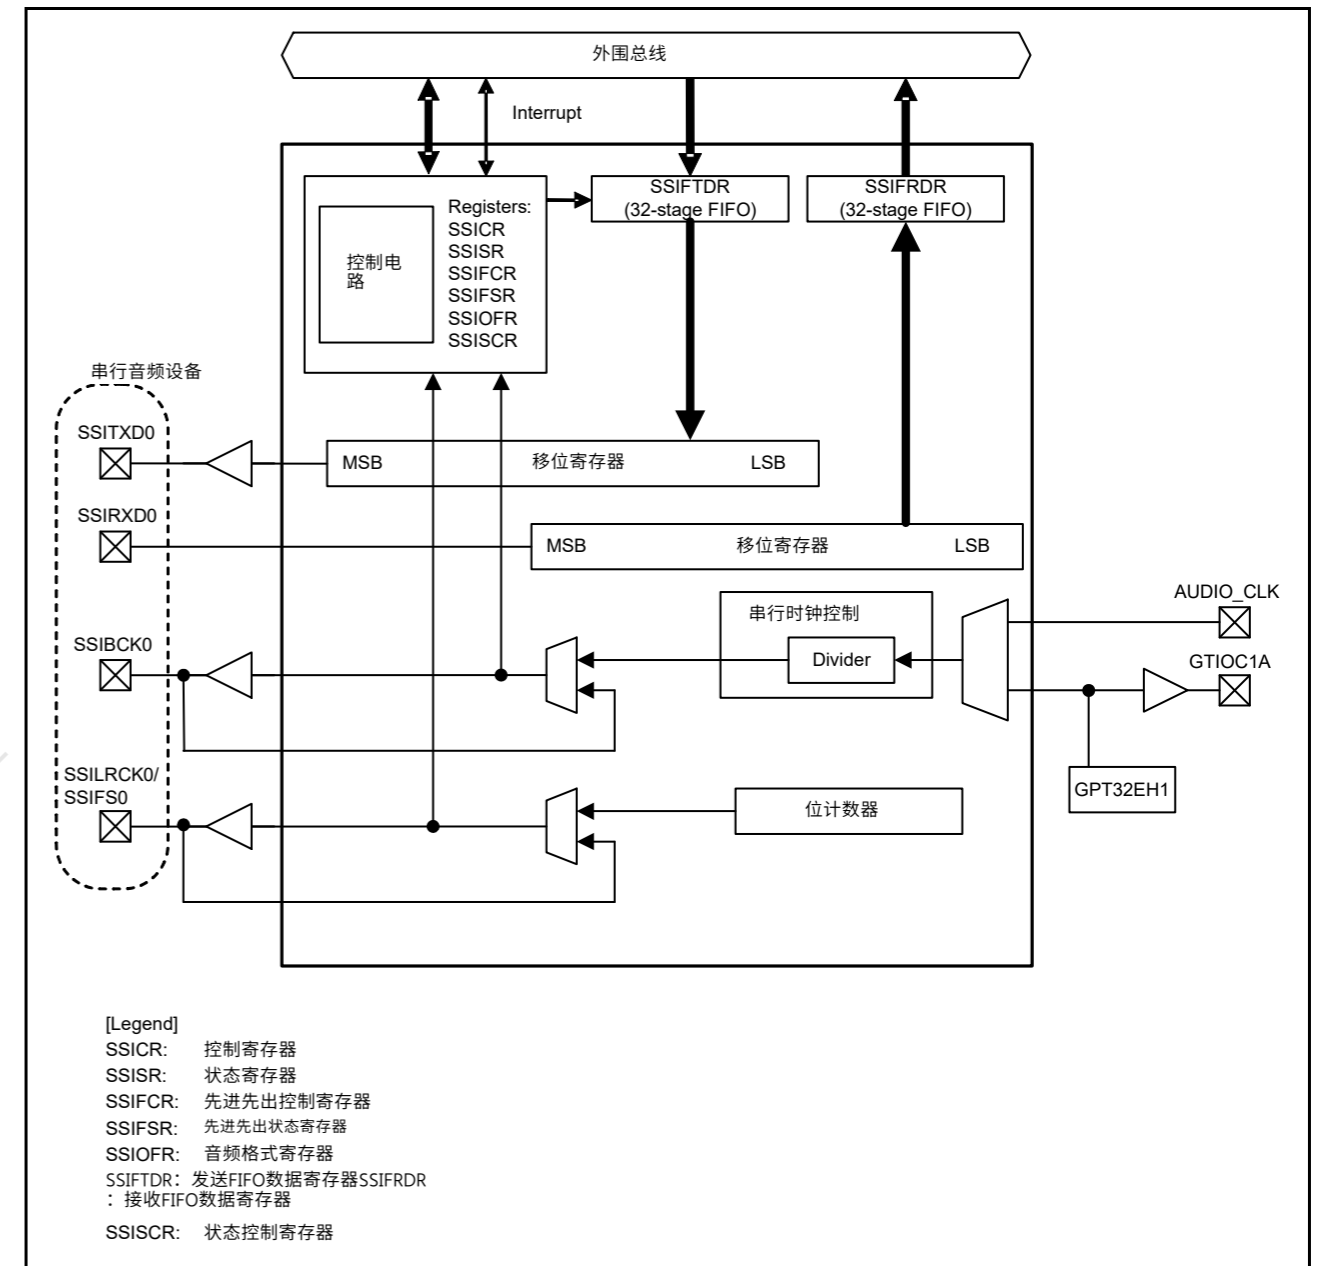 外围总线
Interrupt
SSIFTDR
(32-stage FIFO)
SSIFRDR
(32-stage FIFO)
Registers:
SSICR
SSISR
SSIFCR
SSIFSR
SSIOFR
SSISCR
控制电
路
串行音频设备
SSITXD0
MSB 移位寄存器 LSB
SSIRXD0
MSB 移位寄存器 LSB
AUDIO_CLK
串行时钟控制
SSIBCK0
Divider
GTIOC1A
SSILRCK0/
SSIFS0
GPT32EH1
位计数器
[Legend]
SSICR: 控制寄存器
SSISR: 状态寄存器
SSIFCR: 先进先出控制寄存器
SSIFSR: 先进先出状态寄存器
SSIOFR: 音频格式寄存器
SSIFTDR：发送FIFO数据寄存器SSIFRDR
：接收FIFO数据寄存器
SSISCR: 状态控制寄存器